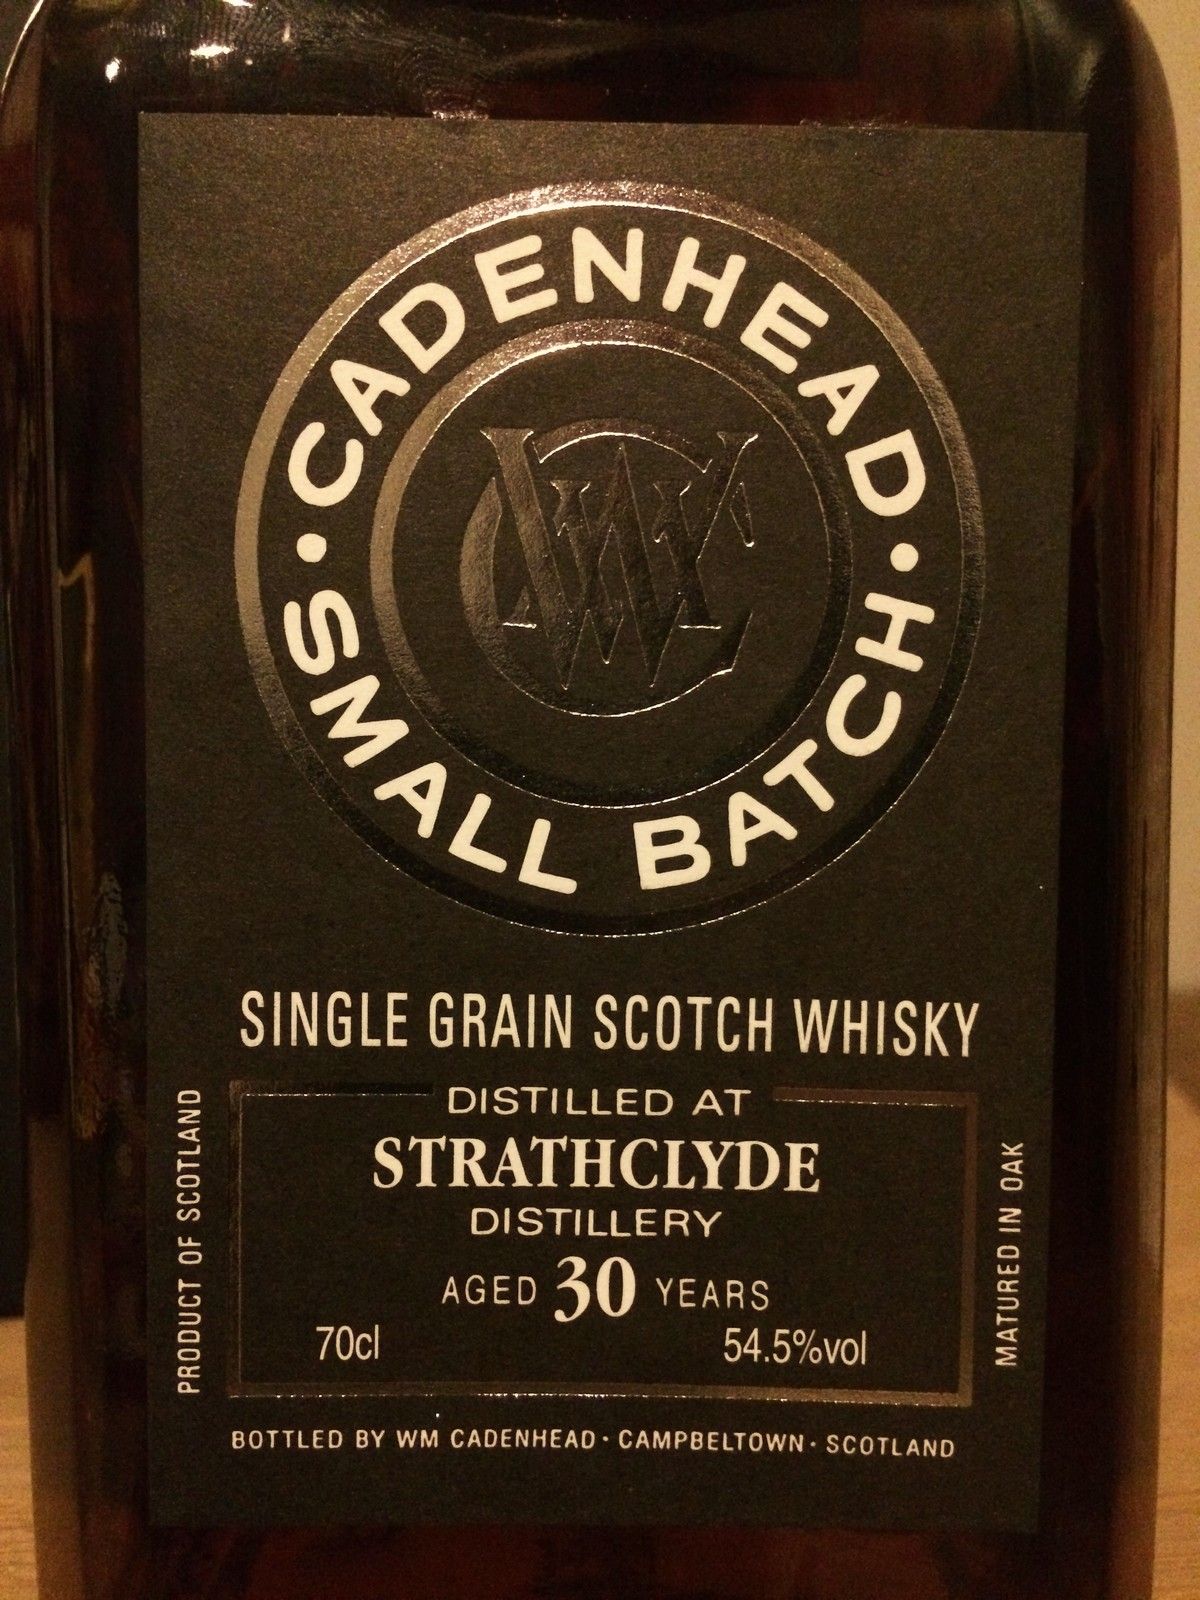 CADENHEAD
SMALL BATCH
WC
SINGLE GRAIN SCOTCH WHISKY
DISTILLED AT
STRATHCLYDE
DISTILLERY
AGED 30 YEARS
70cl 54.5%vol
PRODUCT OF SCOTLAND
MATURED IN OAK
BOTTLED BY WM CADENHEAD · CAMPBELTOWN · SCOTLAND